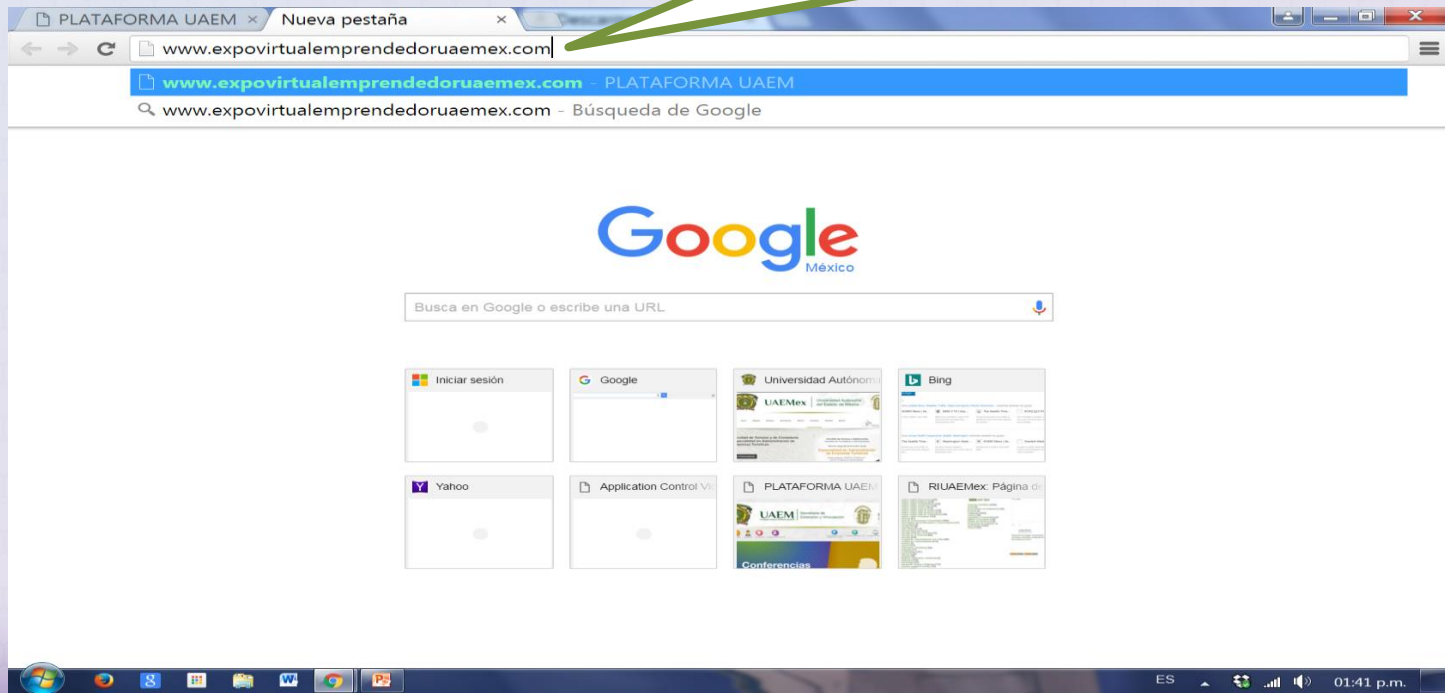 PLATAFORMA UAEM
Nueva pestaña
www.expovirtualemprendedoruaemex.com
www.expovirtualemprendedoruaemex.com - PLATAFORMA UAEM
www.expovirtualemprendedoruaemex.com - Búsqueda de Google
Google
México
Busca en Google o escribe una URL
Iniciar sesión
Google
Universidad Autónom
Bing
UAEMex
Yahoo
Application Control Vio
PLATAFORMA UAEM
RIUAEMex: Página de
UAEM
Conferencias
ES
01:41 p.m.